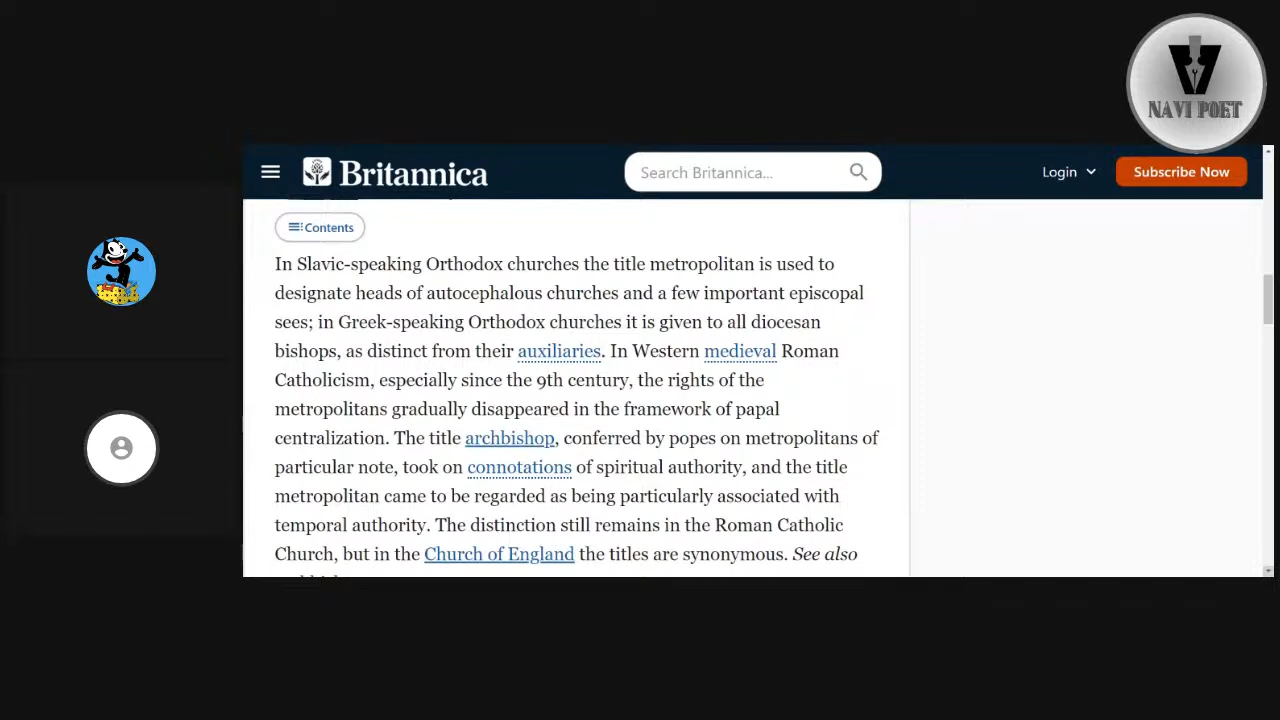 NAVI POET
Britannica
Search Britannica...
Login
Subscribe Now
Contents
In Slavic-speaking Orthodox churches the title metropolitan is used to
designate heads of autocephalous churches and a few important episcopal
sees; in Greek-speaking Orthodox churches it is given to all diocesan
bishops, as distinct from their auxiliaries. In Western medieval Roman
Catholicism, especially since the 9th century, the rights of the
metropolitans gradually disappeared in the framework of papal
centralization. The title archbishop, conferred by popes on metropolitans of
particular note, took on connotations of spiritual authority, and the title
metropolitan came to be regarded as being particularly associated with
temporal authority. The distinction still remains in the Roman Catholic
Church, but in the Church of England the titles are synonymous. See also